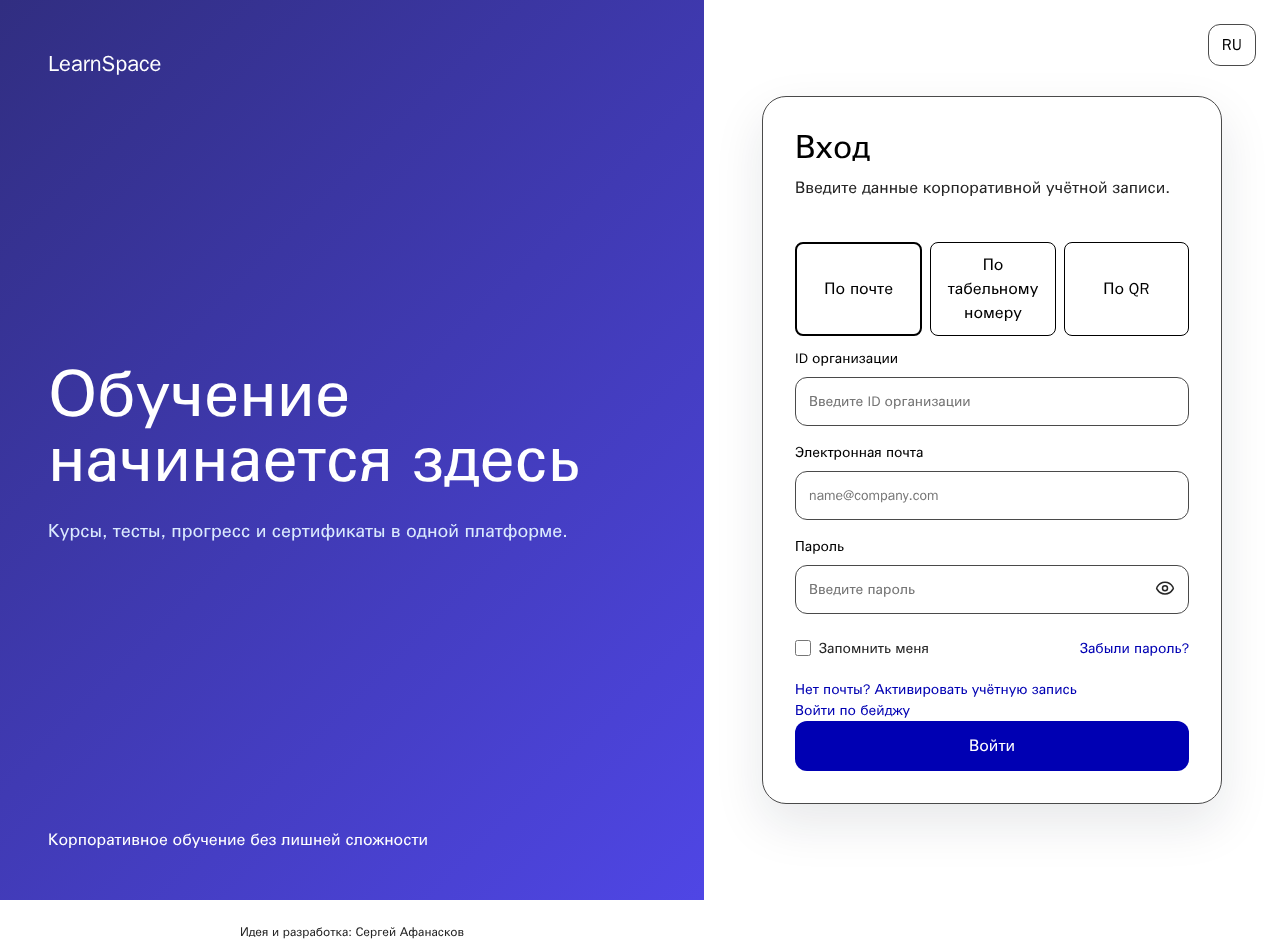 LearnSpace
Обучение
начинается здесь
Курсы, тесты, прогресс и сертификаты в одной платформе.
Корпоративное обучение без лишней сложности
Идея и разработка: Сергей Афанасков
RU
Вход
Введите данные корпоративной учётной записи.
По почте
По
табельному
номеру
По QR
ID организации
Введите ID организации
Электронная почта
name@company.com
Пароль
Введите пароль
Запомнить меня
Забыли пароль?
Нет почты? Активировать учётную запись
Войти по бейджу
Войти